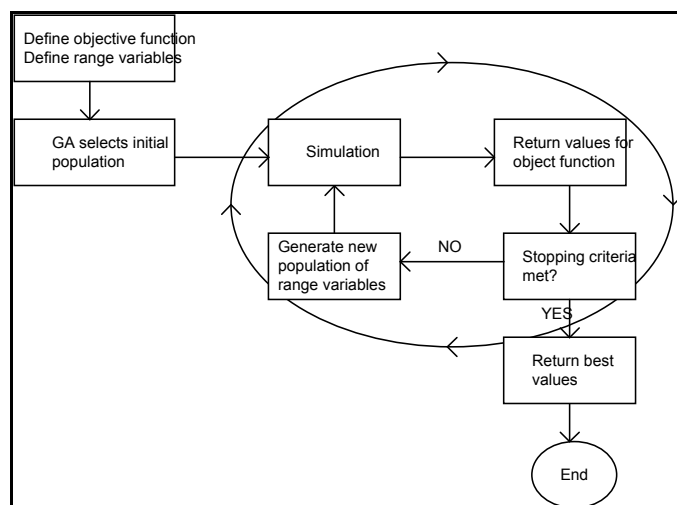 Define objective function
Define range variables
GA selects initial
population
Simulation
Return values for
object function
Generate new
population of
range variables
NO
Stopping criteria
met?
YES
Return best
values
End